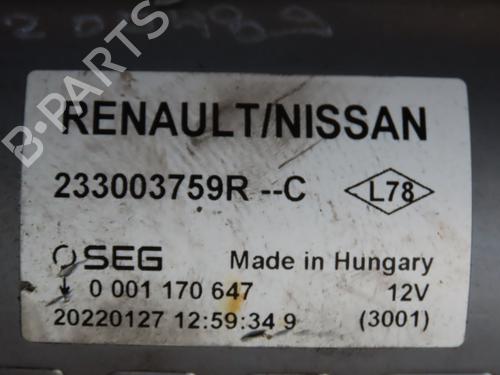 B-PARTS
RENAULT/NISSAN
233003759R --C L78
SEG Made in Hungary
0 001 170 647 12V
20220127 12:59:34 9 (3001)